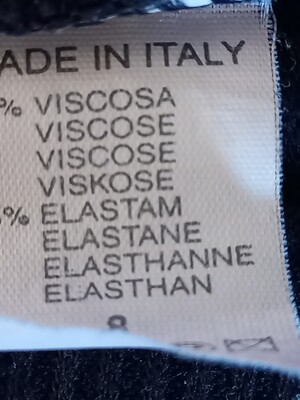 ADE IN ITALY
% VISCOSA
VISCOSE
VISCOSE
VISKOSE
% ELASTAM
ELASTANE
ELASTHANNE
ELASTHAN
8